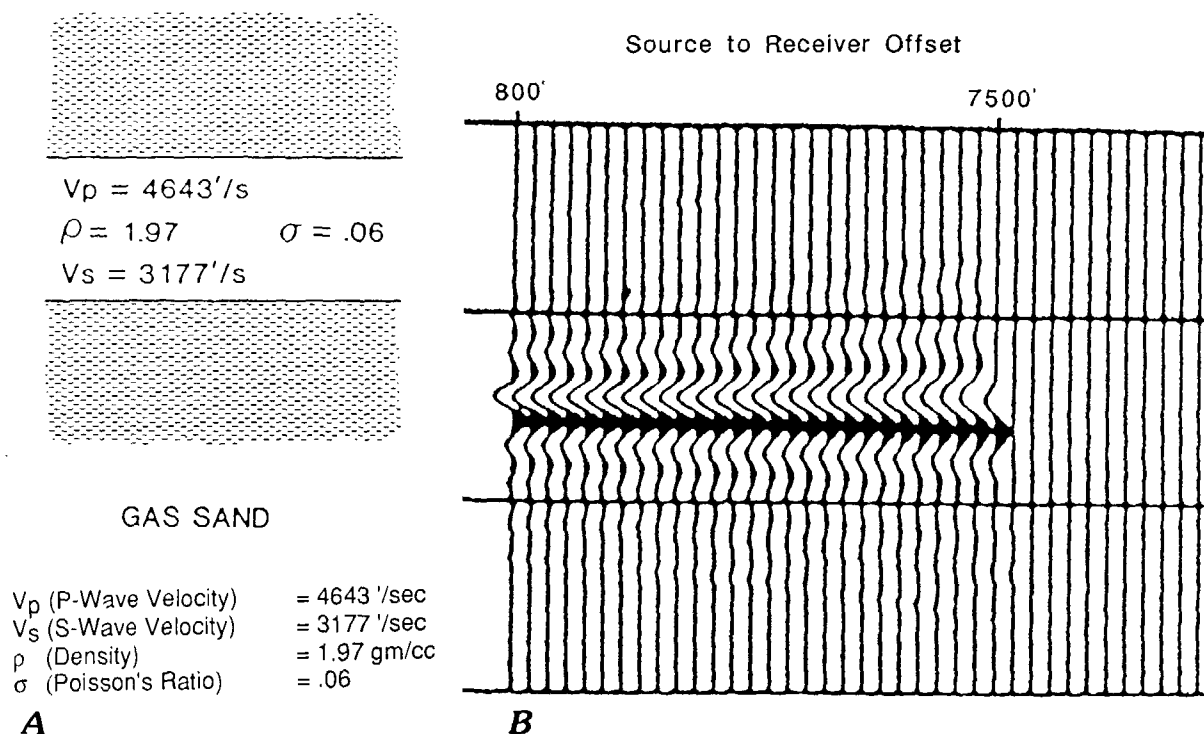 Source to Receiver Offset
800'
7500'
Vp = 4643'/s
ρ = 1.97 σ = .06
Vs = 3177'/s
GAS SAND
Vp (P-Wave Velocity) = 4643 '/sec
Vs (S-Wave Velocity) = 3177 '/sec
ρ (Density) = 1.97 gm/cc
σ (Poisson's Ratio) = .06
A
B